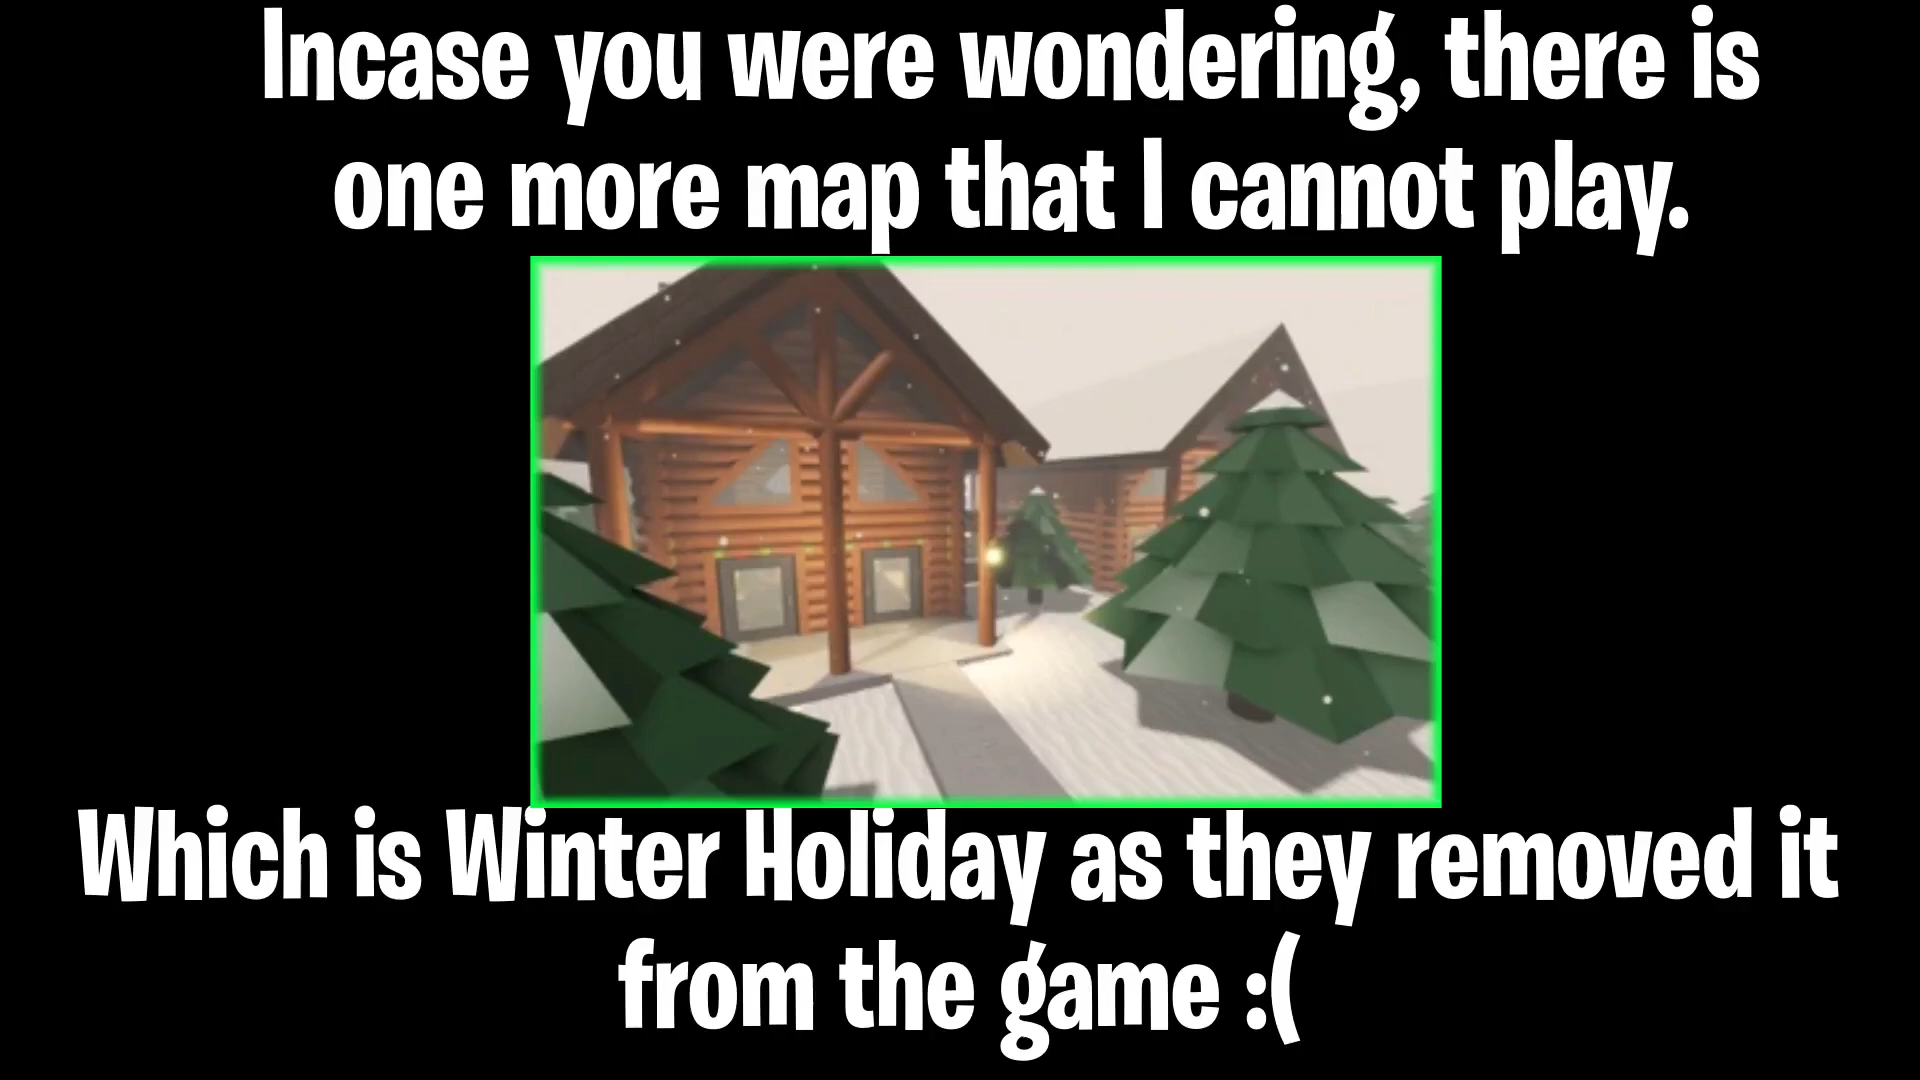 Incase you were wondering, there is
one more map that I cannot play.
Which is Winter Holiday as they removed it
from the game :(